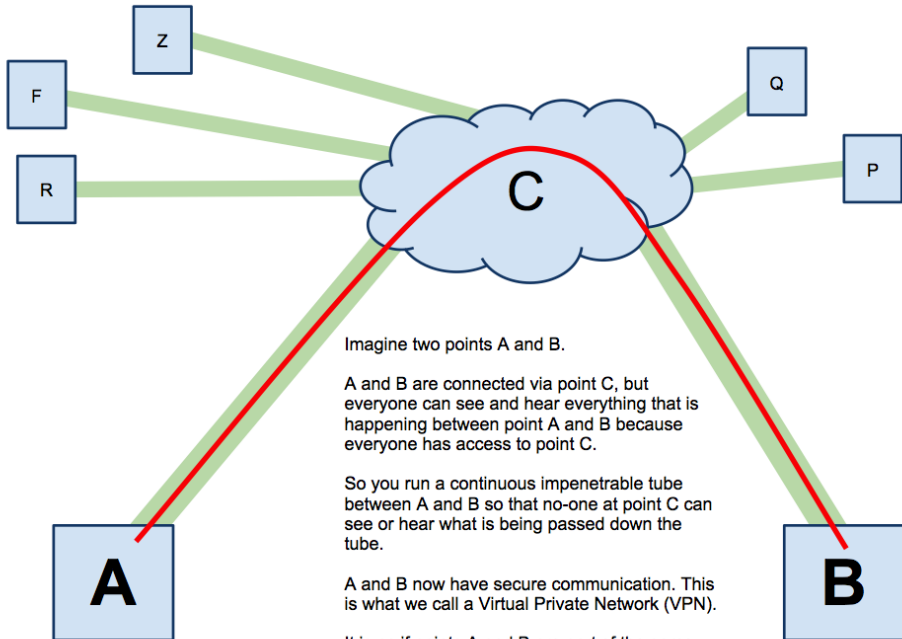 Z
F
Q
R
P
C
Imagine two points A and B.
A and B are connected via point C, but
everyone can see and hear everything that is
happening between point A and B because
everyone has access to point C.
So you run a continuous impenetrable tube
between A and B so that no-one at point C can
see or hear what is being passed down the
tube.
A
B
A and B now have secure communication. This
is what we call a Virtual Private Network (VPN).